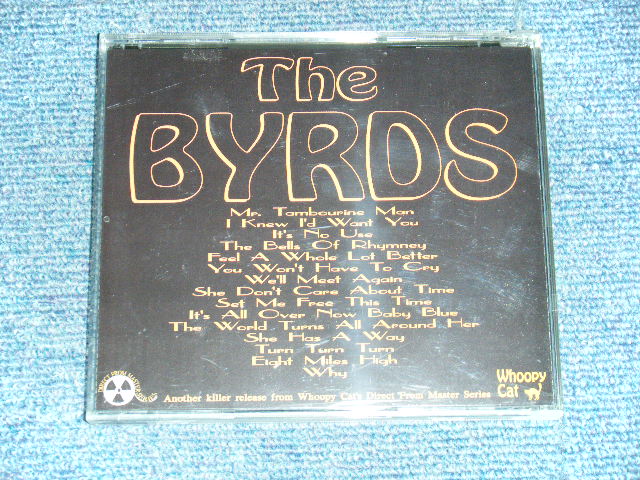 The
BYRDS
Mr. Tambourine Man
I Knew I'd Want You
It's No Use
The Bells Of Rhymney
Feel A Whole Lot Better
You Won't Have To Cry
We'll Meet Again
She Don't Care About Time
Set Me Free This Time
It's All Over Now Baby Blue
The World Turns All Around Her
She Has A Way
Turn Turn Turn
Eight Miles High
Why
Another killer release from Whoopy Cat's Direct From Master Series
Whoopy
Cat